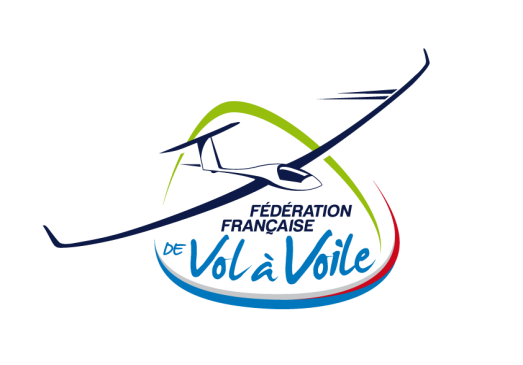 FÉDÉRATION
FRANÇAISE
DE Vol à Voile